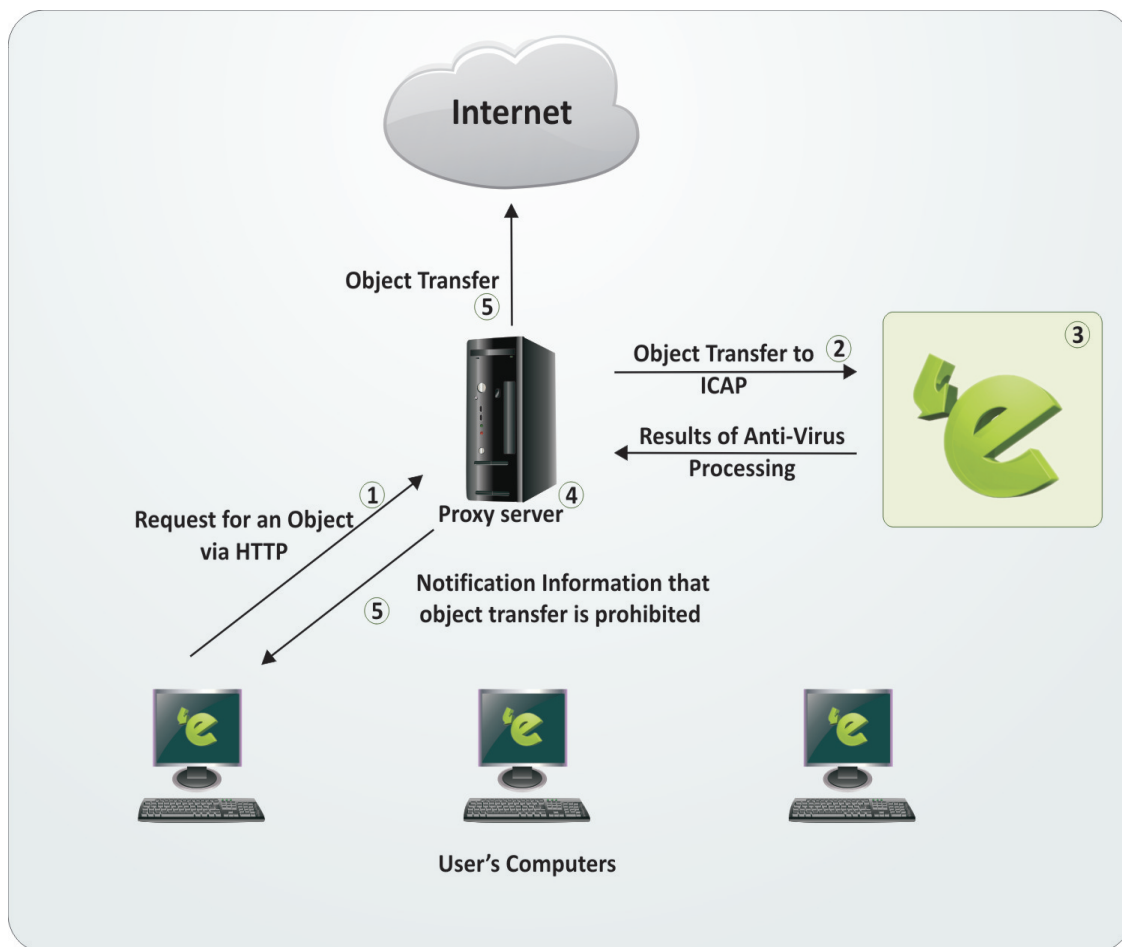 Internet
Object Transfer
5
Object Transfer to 2
ICAP
3
Results of Anti-Virus
Processing
1
Request for an Object
via HTTP
Proxy server 4
Notification Information that
5 object transfer is prohibited
e
e
e
e
User's Computers